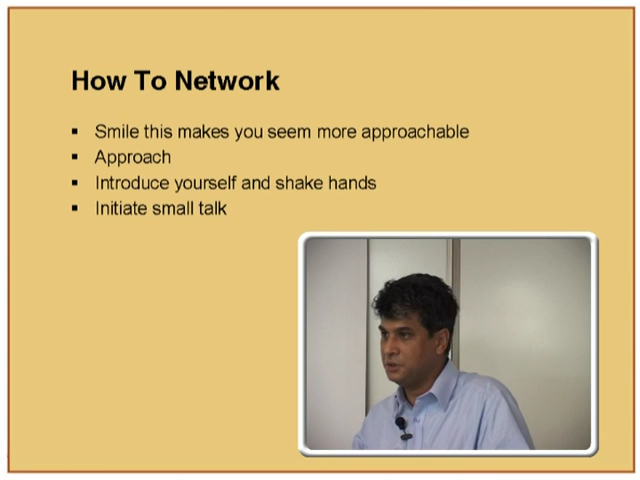 How To Network
▪ Smile this makes you seem more approachable
▪ Approach
▪ Introduce yourself and shake hands
▪ Initiate small talk